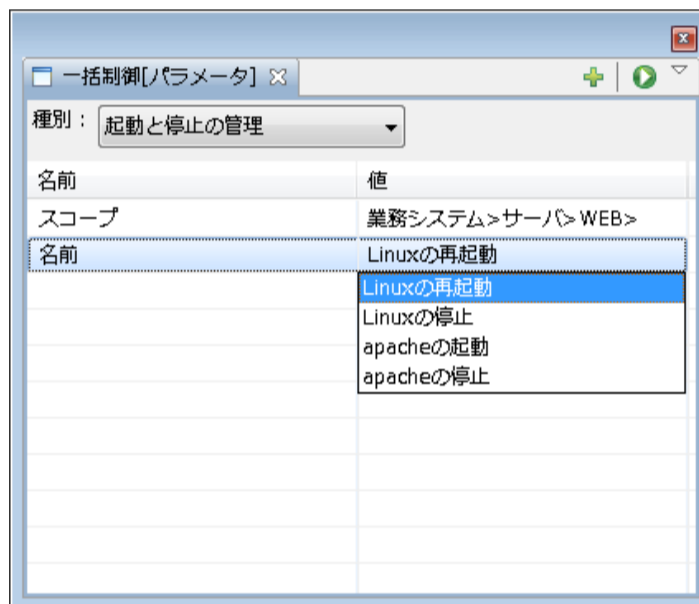 一括制御[パラメータ]
種別： 起動と停止の管理
名前 値
スコープ 業務システム>サーバ>WEB>
名前 Linuxの再起動
Linuxの再起動
Linuxの停止
apacheの起動
apacheの停止